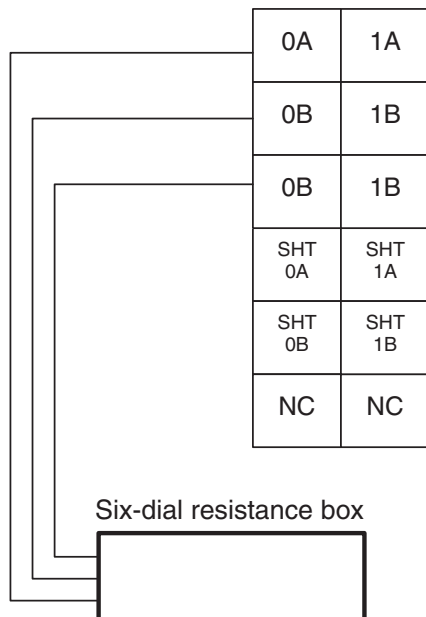 0A 1A
0B 1B
0B 1B
SHT SHT
0A 1A
SHT SHT
0B 1B
NC NC
Six-dial resistance box